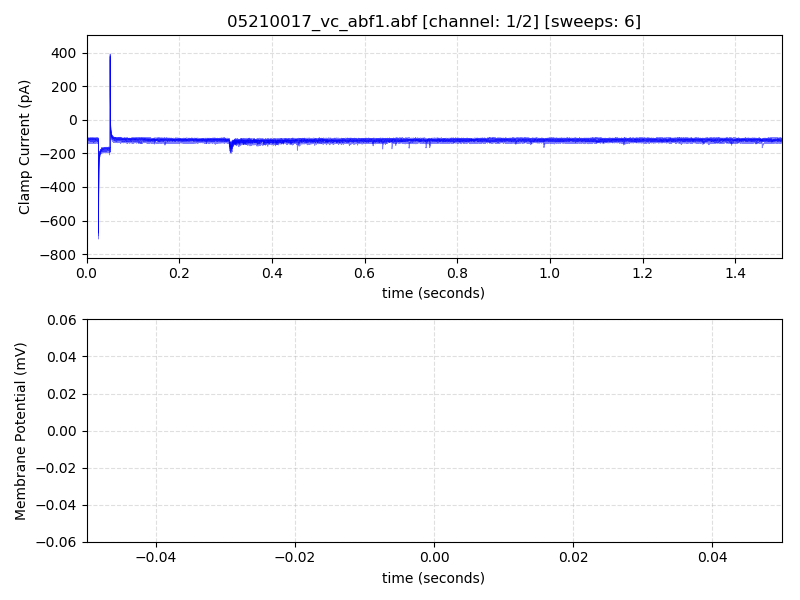 05210017_vc_abf1.abf [channel: 1/2] [sweeps: 6]
Clamp Current (pA)
400
200
0
−200
−400
−600
−800
0.0 0.2 0.4 0.6 0.8 1.0 1.2 1.4
time (seconds)
Membrane Potential (mV)
0.06
0.04
0.02
0.00
−0.02
−0.04
−0.06
−0.04 −0.02 0.00 0.02 0.04
time (seconds)